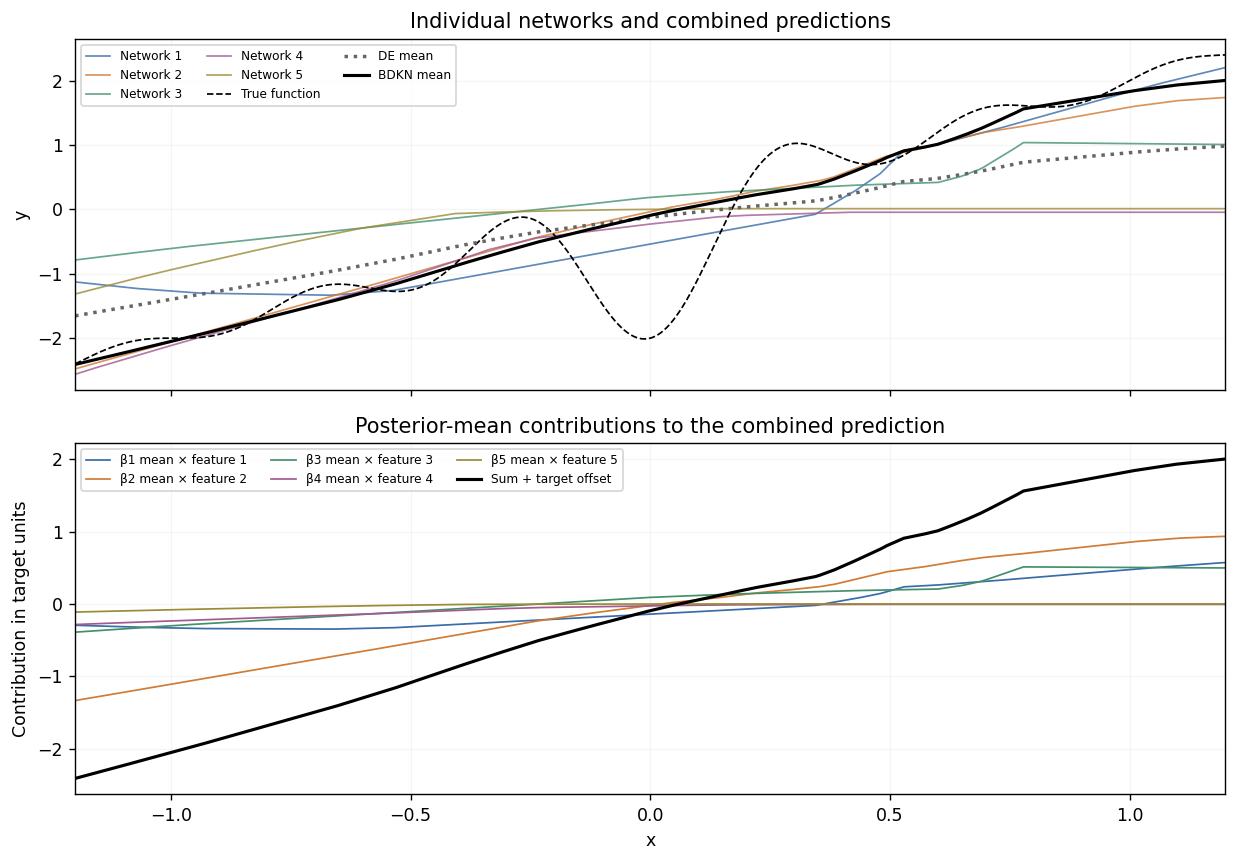 Individual networks and combined predictions
Network 1
Network 2
Network 3
Network 4
Network 5
True function
DE mean
BDKN mean
y
2
1
0
−1
−2
Posterior-mean contributions to the combined prediction
β1 mean × feature 1
β2 mean × feature 2
β3 mean × feature 3
β4 mean × feature 4
β5 mean × feature 5
Sum + target offset
Contribution in target units
2
1
0
−1
−2
−1.0
−0.5
0.0
0.5
1.0
x